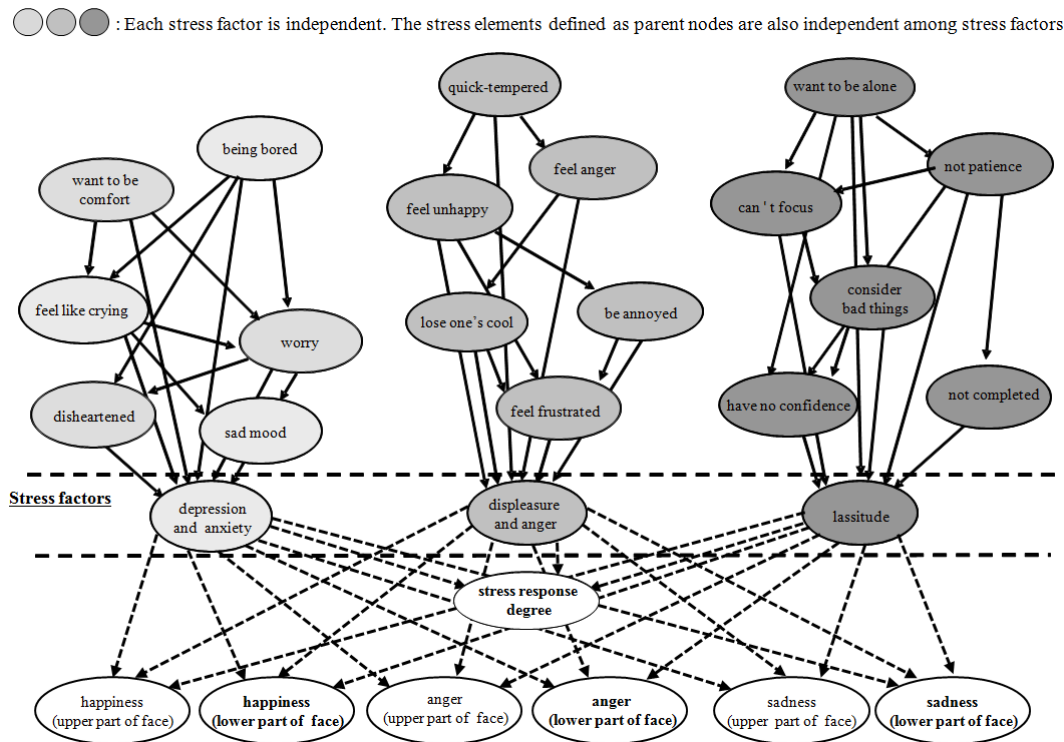 : Each stress factor is independent. The stress elements defined as parent nodes are also independent among stress factors
quick-tempered
want to be alone
being bored
feel anger
not patience
want to be
comfort
feel unhappy
can ' t focus
feel like crying
worry
lose one's cool
be annoyed
consider
bad things
disheartened
sad mood
feel frustrated
have no confidence
not completed
Stress factors
depression
and anxiety
displeasure
and anger
lassitude
stress response
degree
happiness
(upper part of face)
happiness
(lower part of face)
anger
(upper part of face)
anger
(lower part of face)
sadness
(upper part of face)
sadness
(lower part of face)